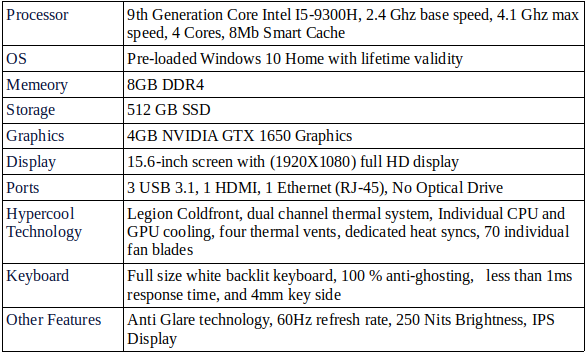 Processor
9th Generation Core Intel I5-9300H, 2.4 Ghz base speed, 4.1 Ghz max
speed, 4 Cores, 8Mb Smart Cache
OS
Pre-loaded Windows 10 Home with lifetime validity
Memeory
8GB DDR4
Storage
512 GB SSD
Graphics
4GB NVIDIA GTX 1650 Graphics
Display
15.6-inch screen with (1920X1080) full HD display
Ports
3 USB 3.1, 1 HDMI, 1 Ethernet (RJ-45), No Optical Drive
Hypercool
Technology
Legion Coldfront, dual channel thermal system, Individual CPU and
GPU cooling, four thermal vents, dedicated heat syncs, 70 individual
fan blades
Keyboard
Full size white backlit keyboard, 100 % anti-ghosting,   less than 1ms
response time, and 4mm key side
Other Features
Anti Glare technology, 60Hz refresh rate, 250 Nits Brightness, IPS
Display